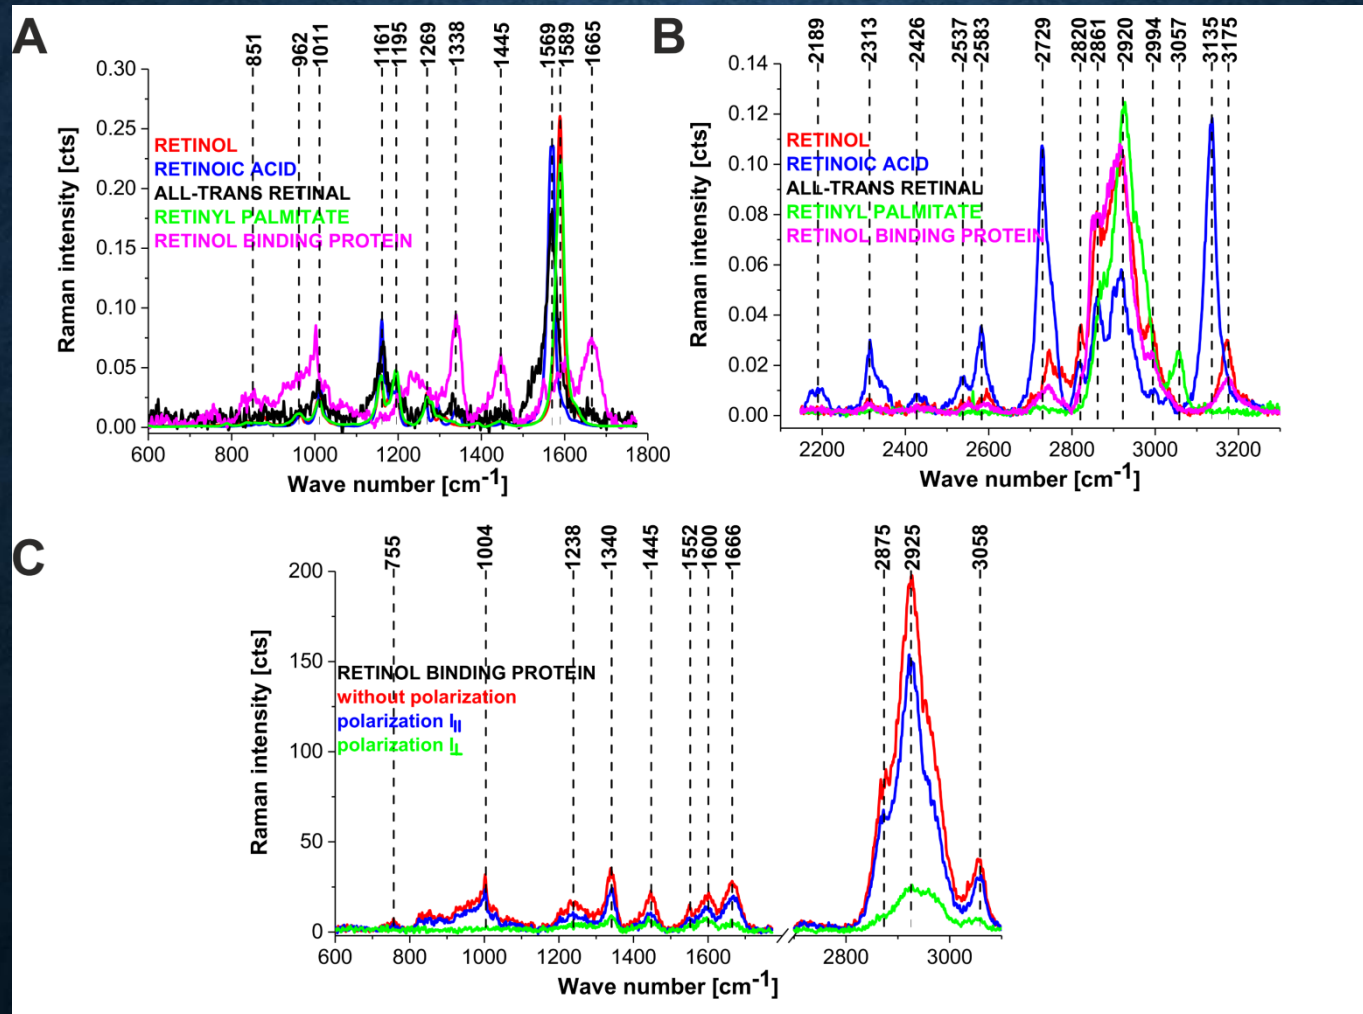 A
851 962 1011 1161 1195 1269 1338 1445 1569 1589 1665
0.30
0.25
0.20
0.15
0.10
0.05
0.00
Raman intensity [cts]
RETINOL
RETINOIC ACID
ALL-TRANS RETINAL
RETINYL PALMITATE
RETINOL BINDING PROTEIN
600 800 1000 1200 1400 1600 1800
Wave number [cm-1]
B
2189 2313 2426 2537 2583 2729 2820 2861 2920 2994 3057 3135 3175
0.14
0.12
0.10
0.08
0.06
0.04
0.02
0.00
Raman intensity [cts]
RETINOL
RETINOIC ACID
ALL-TRANS RETINAL
RETINYL PALMITATE
RETINOL BINDING PROTEIN
2200 2400 2600 2800 3000 3200
Wave number [cm-1]
C
755 1004 1238 1340 1445 1552 1600 1666 2875 2925 3058
200
150
100
50
0
Raman intensity [cts]
RETINOL BINDING PROTEIN
without polarization
polarization I||
polarization I⊥
600 800 1000 1200 1400 1600 2800 3000
Wave number [cm-1]